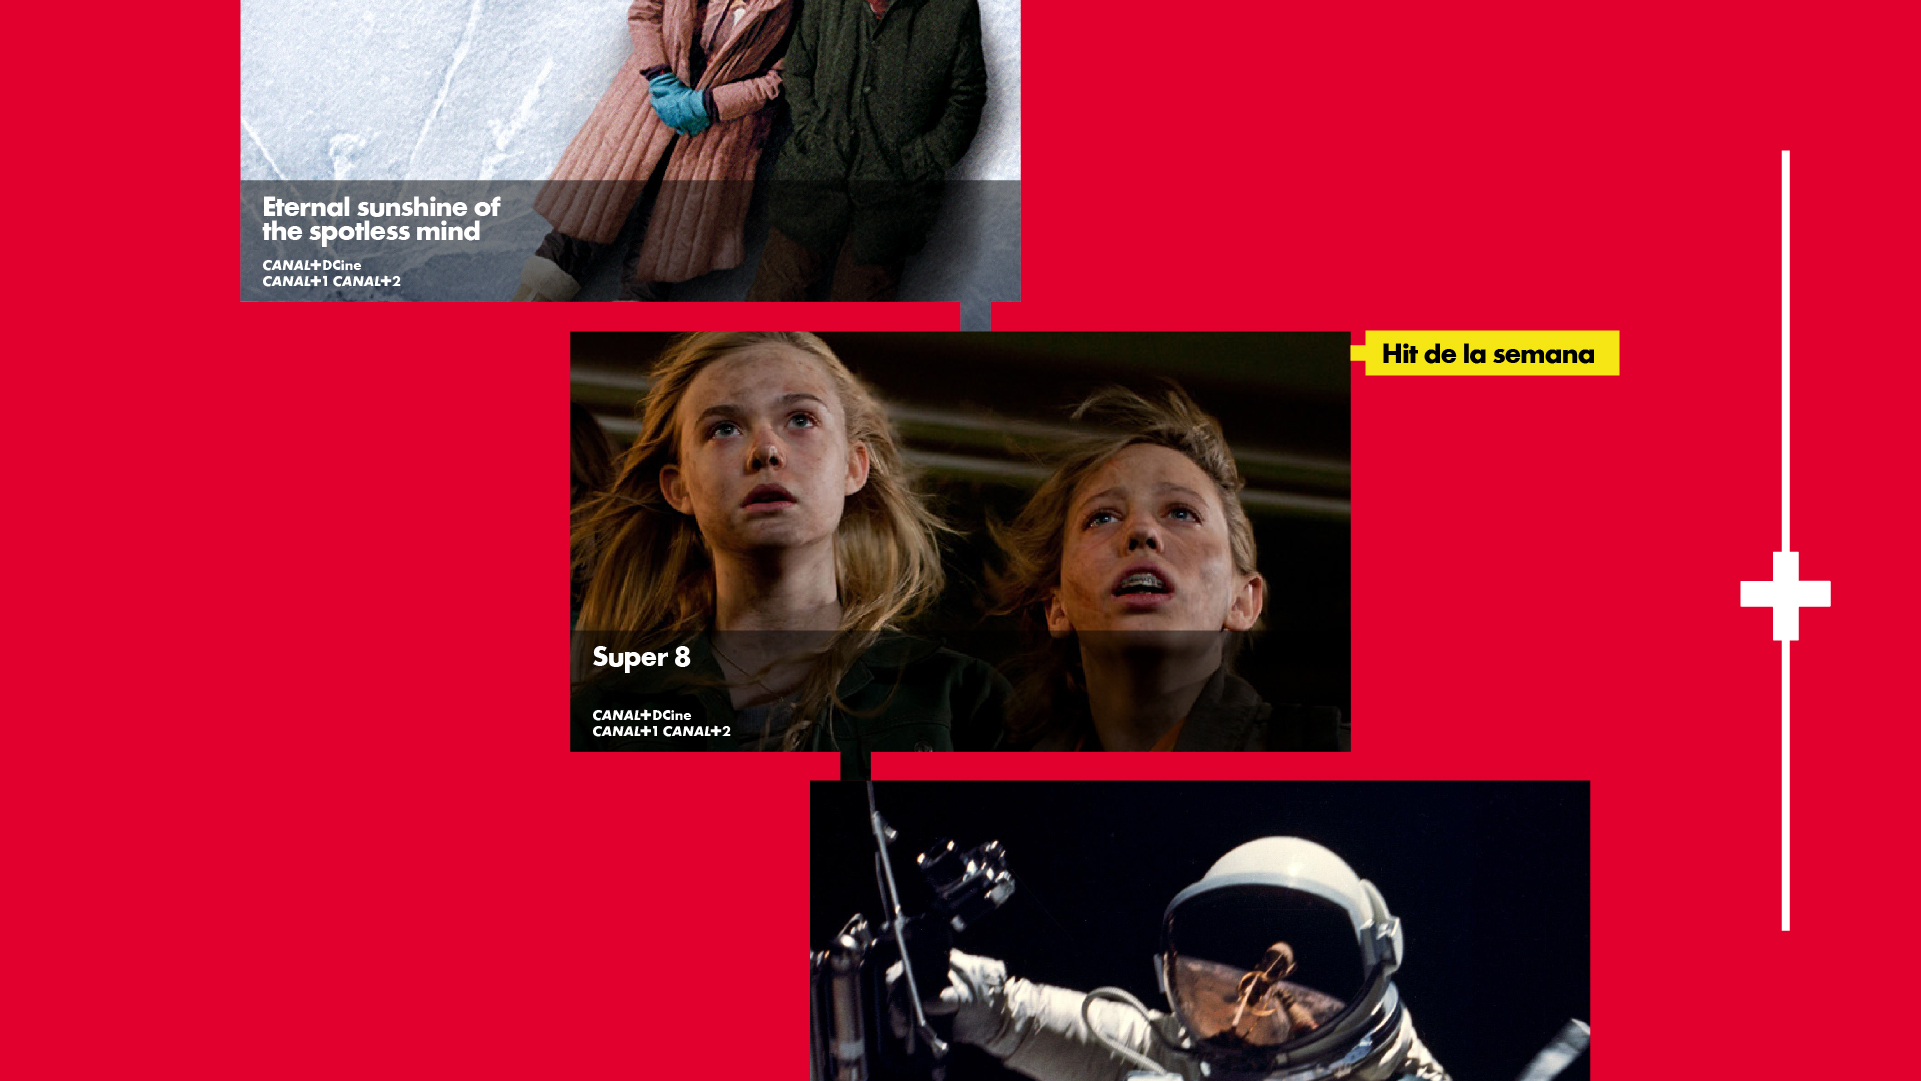 Eternal sunshine of
the spotless mind
CANAL+DCine
CANAL+1 CANAL+2
Hit de la semana
Super 8
CANAL+DCine
CANAL+1 CANAL+2